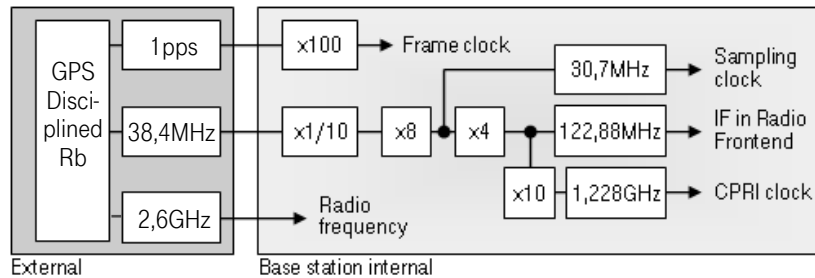 GPS
Disci-
plined
Rb
1pps
38,4MHz
2,6GHz
External
x100
Frame clock
x1/10
x8
x4
x10
30,7MHz
Sampling
clock
122,88MHz
IF in Radio
Frontend
1,228GHz
CPRI clock
Radio
frequency
Base station internal